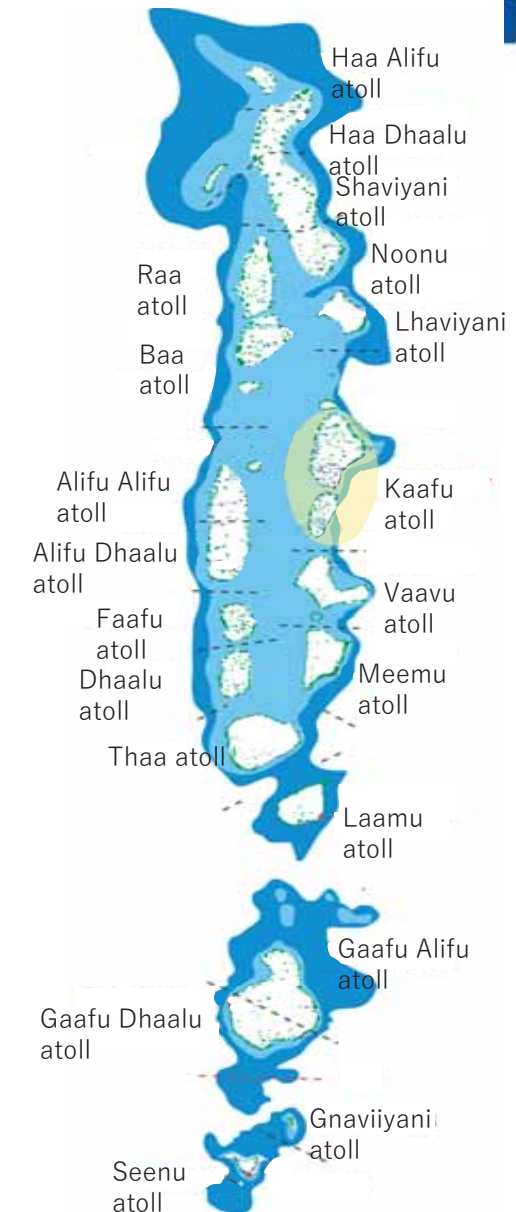 Haa Alifu
atoll
Haa Dhaalu
atoll
Shaviyani
atoll
Noonu
atoll
Raa
atoll
Lhaviyani
atoll
Baa
atoll
Alifu Alifu
atoll
Kaafu
atoll
Alifu Dhaalu
atoll
Vaavu
atoll
Faafu
atoll
Dhaalu
atoll
Meemu
atoll
Thaa atoll
Laamu
atoll
Gaafu Alifu
atoll
Gaafu Dhaalu
atoll
Gnaviiyani
atoll
Seenu
atoll